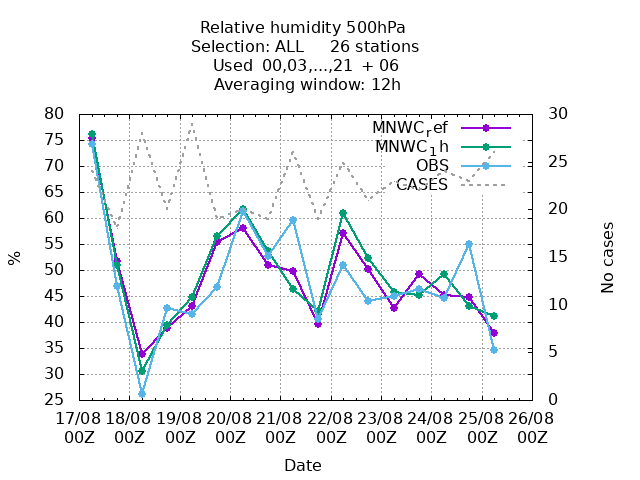 Relative humidity 500hPa
Selection: ALL 26 stations
Used 00,03,...,21 + 06
Averaging window: 12h
80
75
70
65
60
55
50
45
40
35
30
25
%
30
25
20
15
10
5
0
No cases
MNWC_ref
MNWC_1h
OBS
CASES
17/08 18/08 19/08 20/08 21/08 22/08 23/08 24/08 25/08 26/08
00Z 00Z 00Z 00Z 00Z 00Z 00Z 00Z 00Z 00Z
Date